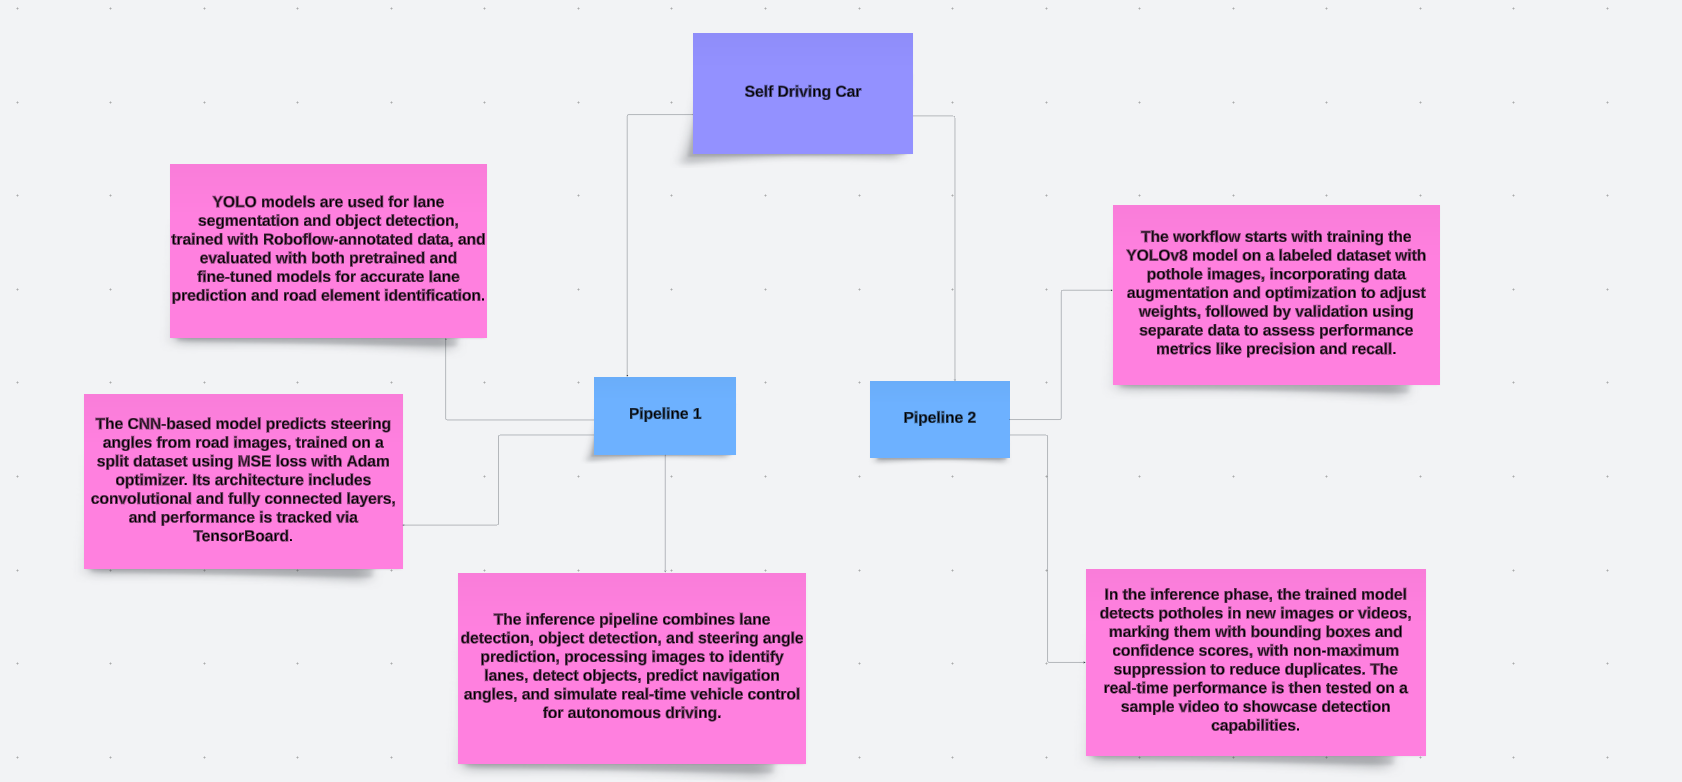 Self Driving Car
YOLO models are used for lane
segmentation and object detection,
trained with Roboflow-annotated data, and
evaluated with both pretrained and
fine-tuned models for accurate lane
prediction and road element identification.
The workflow starts with training the
YOLOv8 model on a labeled dataset with
pothole images, incorporating data
augmentation and optimization to adjust
weights, followed by validation using
separate data to assess performance
metrics like precision and recall.
Pipeline 1
Pipeline 2
The CNN-based model predicts steering
angles from road images, trained on a
split dataset using MSE loss with Adam
optimizer. Its architecture includes
convolutional and fully connected layers,
and performance is tracked via
TensorBoard.
The inference pipeline combines lane
detection, object detection, and steering angle
prediction, processing images to identify
lanes, detect objects, predict navigation
angles, and simulate real-time vehicle control
for autonomous driving.
In the inference phase, the trained model
detects potholes in new images or videos,
marking them with bounding boxes and
confidence scores, with non-maximum
suppression to reduce duplicates. The
real-time performance is then tested on a
sample video to showcase detection
capabilities.